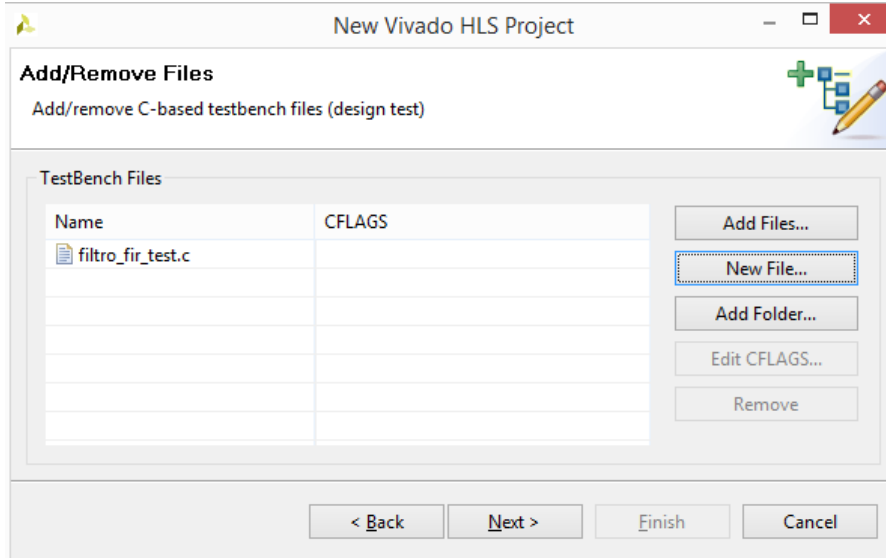 New Vivado HLS Project
Add/Remove Files
Add/remove C-based testbench files (design test)
TestBench Files
Name CFLAGS
filtro_fir_test.c
Add Files...
New File...
Add Folder...
Edit CFLAGS...
Remove
< Back Next > Finish Cancel